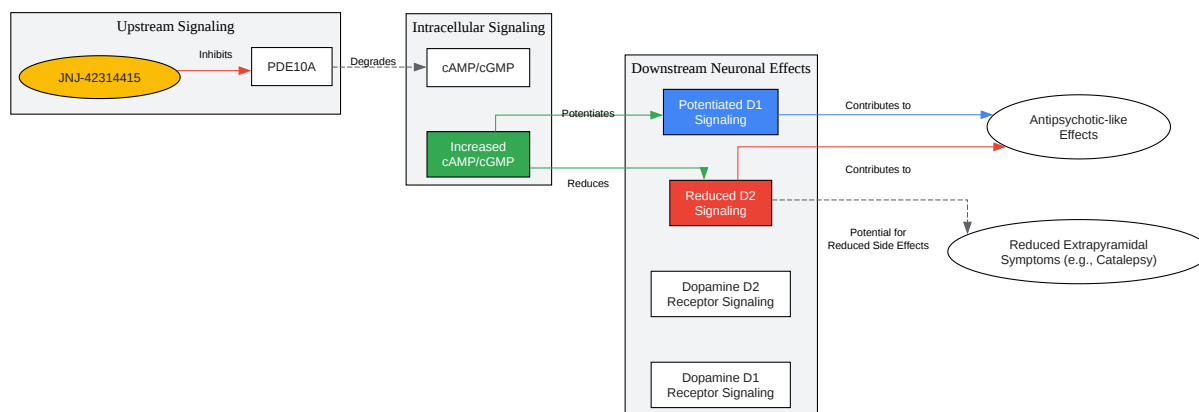 Upstream Signaling
JNJ-42314415
Inhibits
PDE10A
Degrades
Intracellular Signaling
cAMP/cGMP
Increased
cAMP/cGMP
Potentiates
Reduces
Downstream Neuronal Effects
Potentiated D1
Signaling
Reduced D2
Signaling
Dopamine D2
Receptor Signaling
Dopamine D1
Receptor Signaling
Contributes to
Contributes to
Potential for
Reduced Side Effects
Antipsychotic-like
Effects
Reduced Extrapyramidal
Symptoms (e.g., Catalepsy)